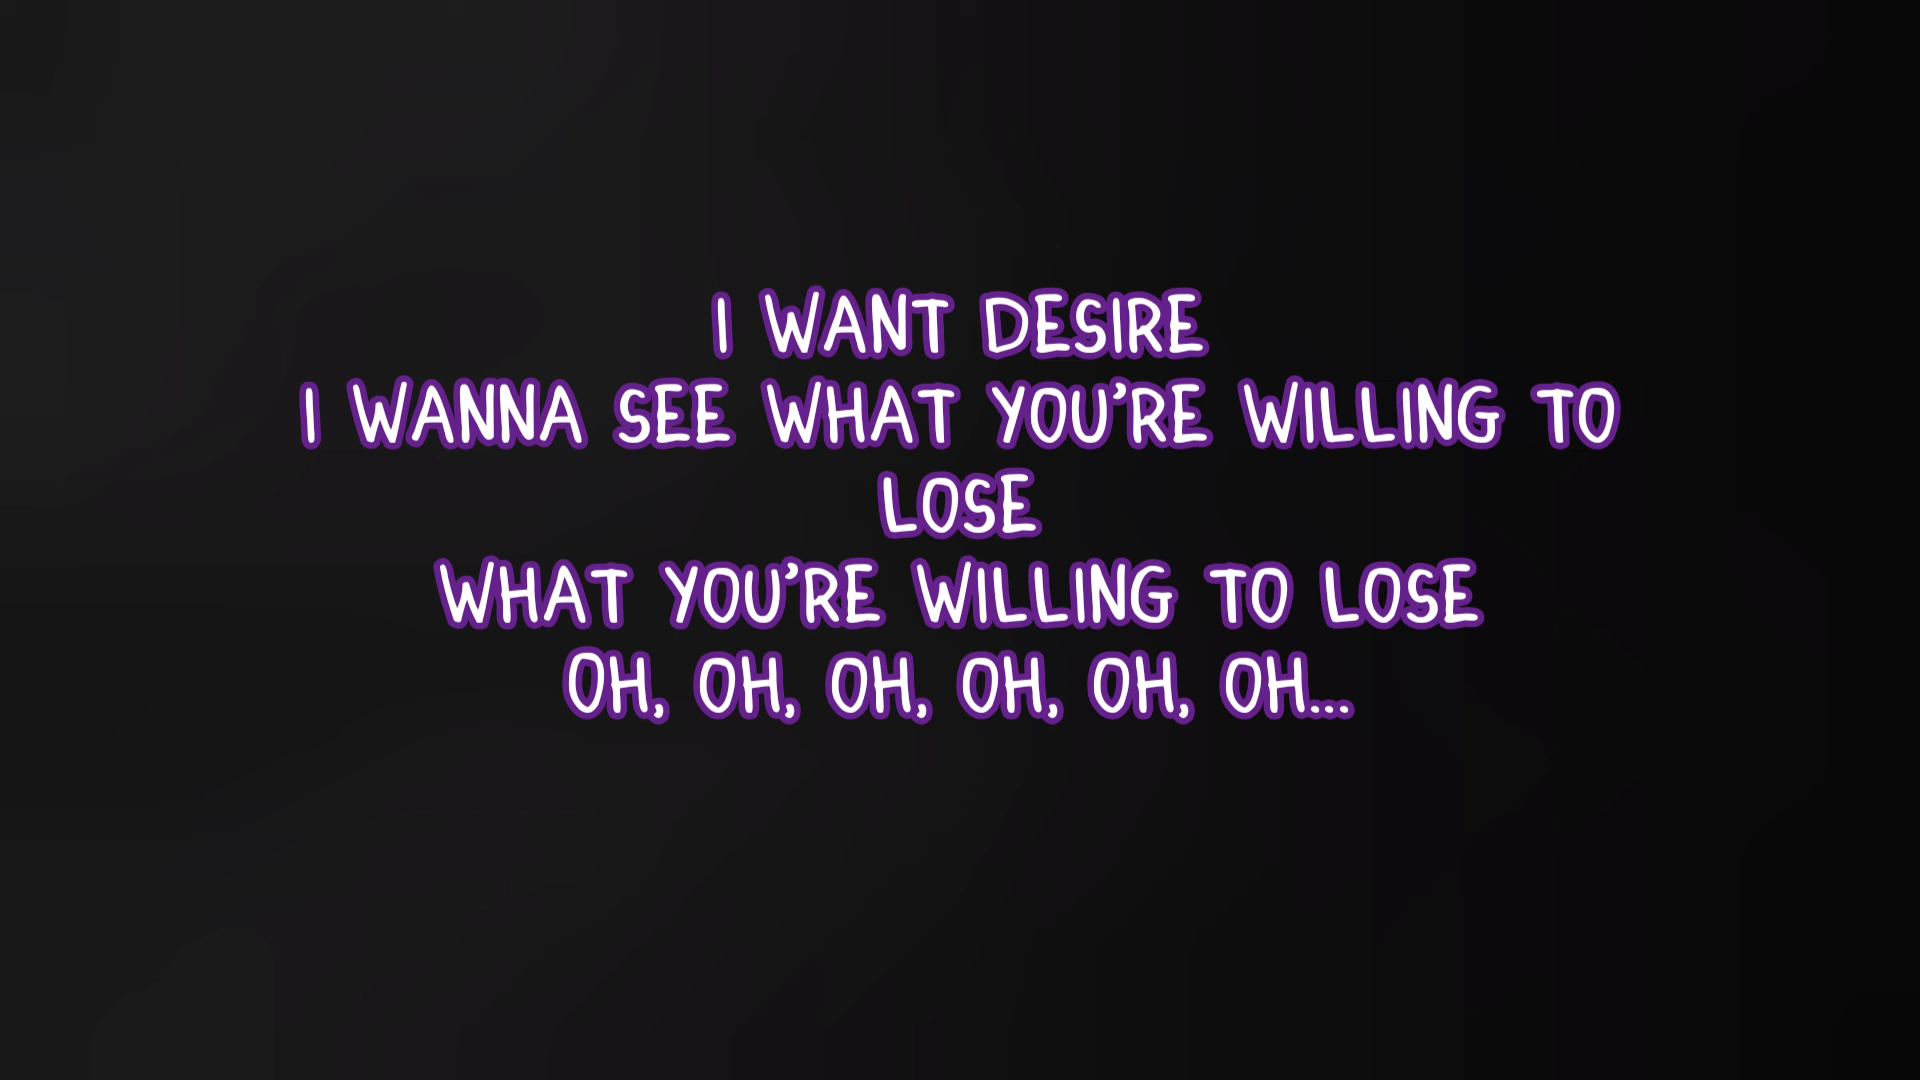 I WANT DESIRE
I WANNA SEE WHAT YOU'RE WILLING TO
LOSE
WHAT YOU'RE WILLING TO LOSE
OH, OH, OH, OH, OH, OH...